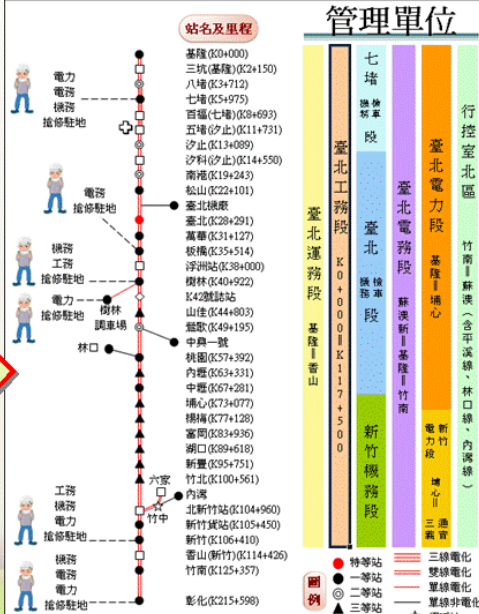 站名及里程
管理單位
基隆(K0+000)
三坑(基隆)(K2+150)
八堵(K3+712)
七堵(K5+975)
百福(七堵)(K8+693)
五堵(汐止)(K11+731)
汐止(K13+089)
汐科(汐止)(K14+550)
南港(K19+243)
松山(K22+101)
臺北機廠
臺北(K28+291)
萬華(K31+127)
板橋(K35+514)
浮洲站(K38+000)
樹林(K40+922)
K42號誌站
山佳(K44+803)
鶯歌(K49+195)
中興一號
桃園(K57+392)
內壢(K63+331)
中壢(K67+281)
埔心(K73+077)
楊梅(K77+128)
富岡(K83+936)
湖口(K89+618)
新豐(K95+751)
竹北(K100+561)
內灣
北新竹站(K104+960)
新竹貨站(K105+450)
新竹(K106+410)
香山(新竹)(K114+426)
竹南(K125+357)
彰化(K215+598)
電力
電務
機務
搶修駐地
電務
搶修駐地
機務
工務
搶修駐地
電力
搶修駐地
樹林
調車場
林口
六家
竹中
工務
機務
電力
搶修駐地
機務
電務
電力
搶修駐地
臺北運務段 基隆||香山
臺北工務段 K0+000||K117+500
七堵機務段
檢車
臺北機務段
檢車
新竹機務段
臺北電務段 蘇澳新||基隆||竹南
臺北電力段 基隆||埔心
新竹電力段 埔心||
三義
通霄
行控室北區 竹南||蘇澳(含平溪線、林口線、內灣線)
圖例
特等站
一等站
二等站
三等站
三線電化
雙線電化
單線電化
單線非電化